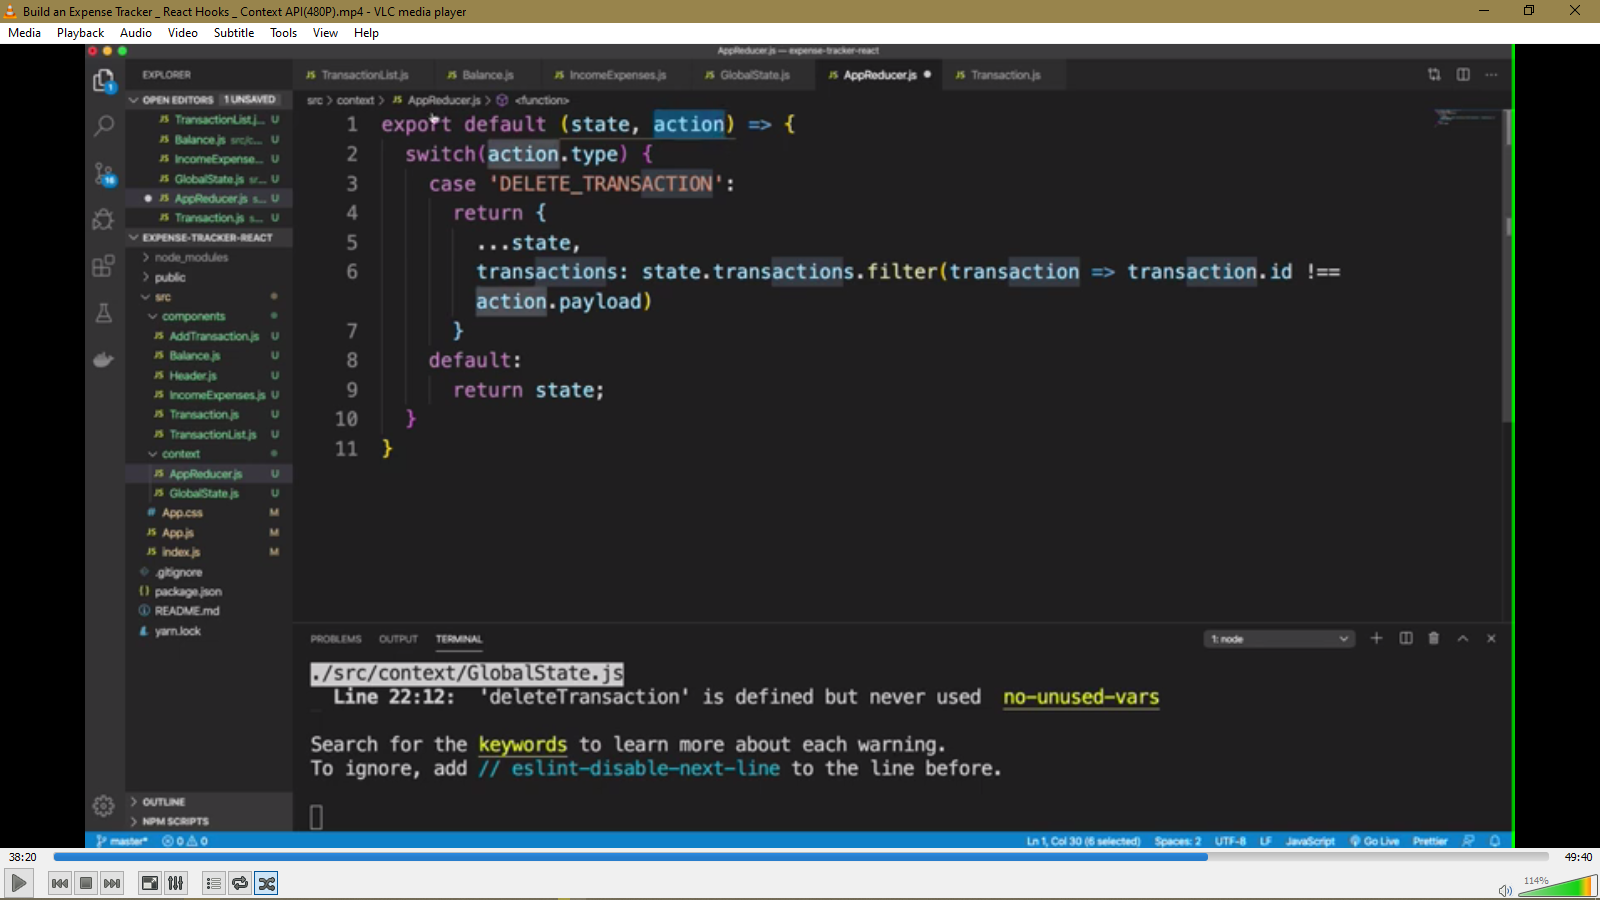 Build an Expense Tracker _ React Hooks _ Context API(480P).mp4 - VLC media player
Media Playback Audio Video Subtitle Tools View Help
AppReducer.js — expense-tracker-react
EXPLORER
OPEN EDITORS 1 UNSAVED
TransactionList.j... U
Balance.js src/c... U
IncomeExpense... U
GlobalState.js sr... U
AppReducer.js s... U
Transaction.js s... U
EXPENSE-TRACKER-REACT
node_modules
public
src
components
AddTransaction.js U
Balance.js U
Header.js U
IncomeExpenses.js U
Transaction.js U
TransactionList.js U
context
AppReducer.js U
GlobalState.js U
App.css M
App.js M
index.js M
.gitignore
package.json
README.md
yarn.lock
OUTLINE
NPM SCRIPTS
JS TransactionList.js JS Balance.js JS IncomeExpenses.js JS GlobalState.js JS AppReducer.js JS Transaction.js
src > context > JS AppReducer.js > <function>
1 export default (state, action) => {
2 switch(action.type) {
3 case 'DELETE_TRANSACTION':
4 return {
5 ...state,
6 transactions: state.transactions.filter(transaction => transaction.id !==
action.payload)
7 }
8 default:
9 return state;
10 }
11 }
PROBLEMS OUTPUT TERMINAL 1: node
./src/context/GlobalState.js
Line 22:12: 'deleteTransaction' is defined but never used no-unused-vars
Search for the keywords to learn more about each warning.
To ignore, add // eslint-disable-next-line to the line before.
master* 0 0 Ln 1, Col 30 (6 selected) Spaces: 2 UTF-8 LF JavaScript Go Live Prettier
38:20 49:40
114%